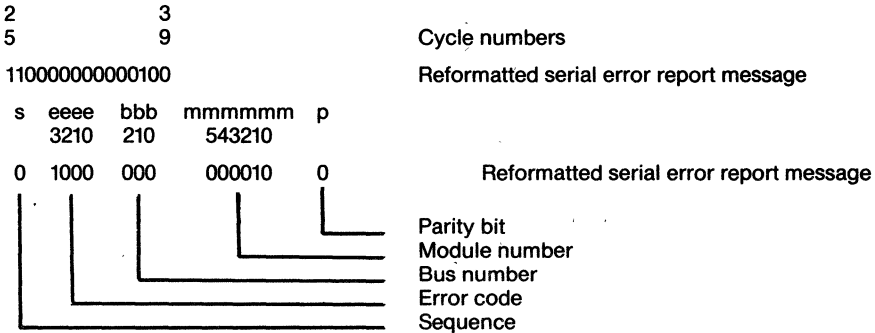 2 3
5 9 Cycle numbers
110000000000100 Reformatted serial error report message
s eeee bbb mmmmmmm p
3210 210 543210
0 1000 000 000010 0 Reformatted serial error report message
Parity bit
Module number
Bus number
Error code
Sequence